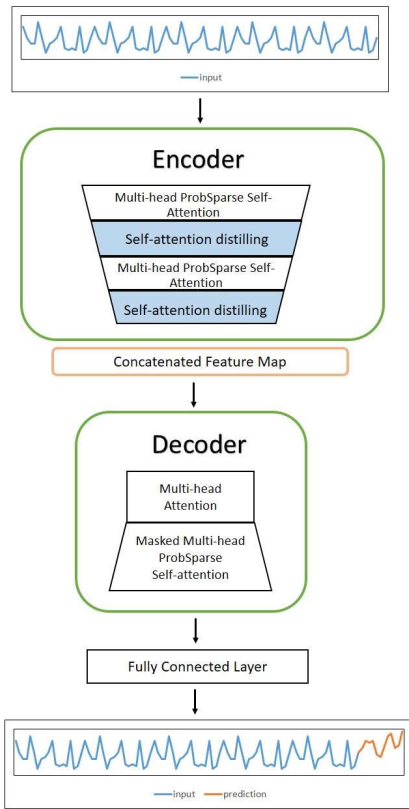 input
Encoder
Multi-head ProbSparse Self-
Attention
Self-attention distilling
Multi-head ProbSparse Self-
Attention
Self-attention distilling
Concatenated Feature Map
Decoder
Multi-head
Attention
Masked Multi-head
ProbSparse
Self-attention
Fully Connected Layer
input prediction